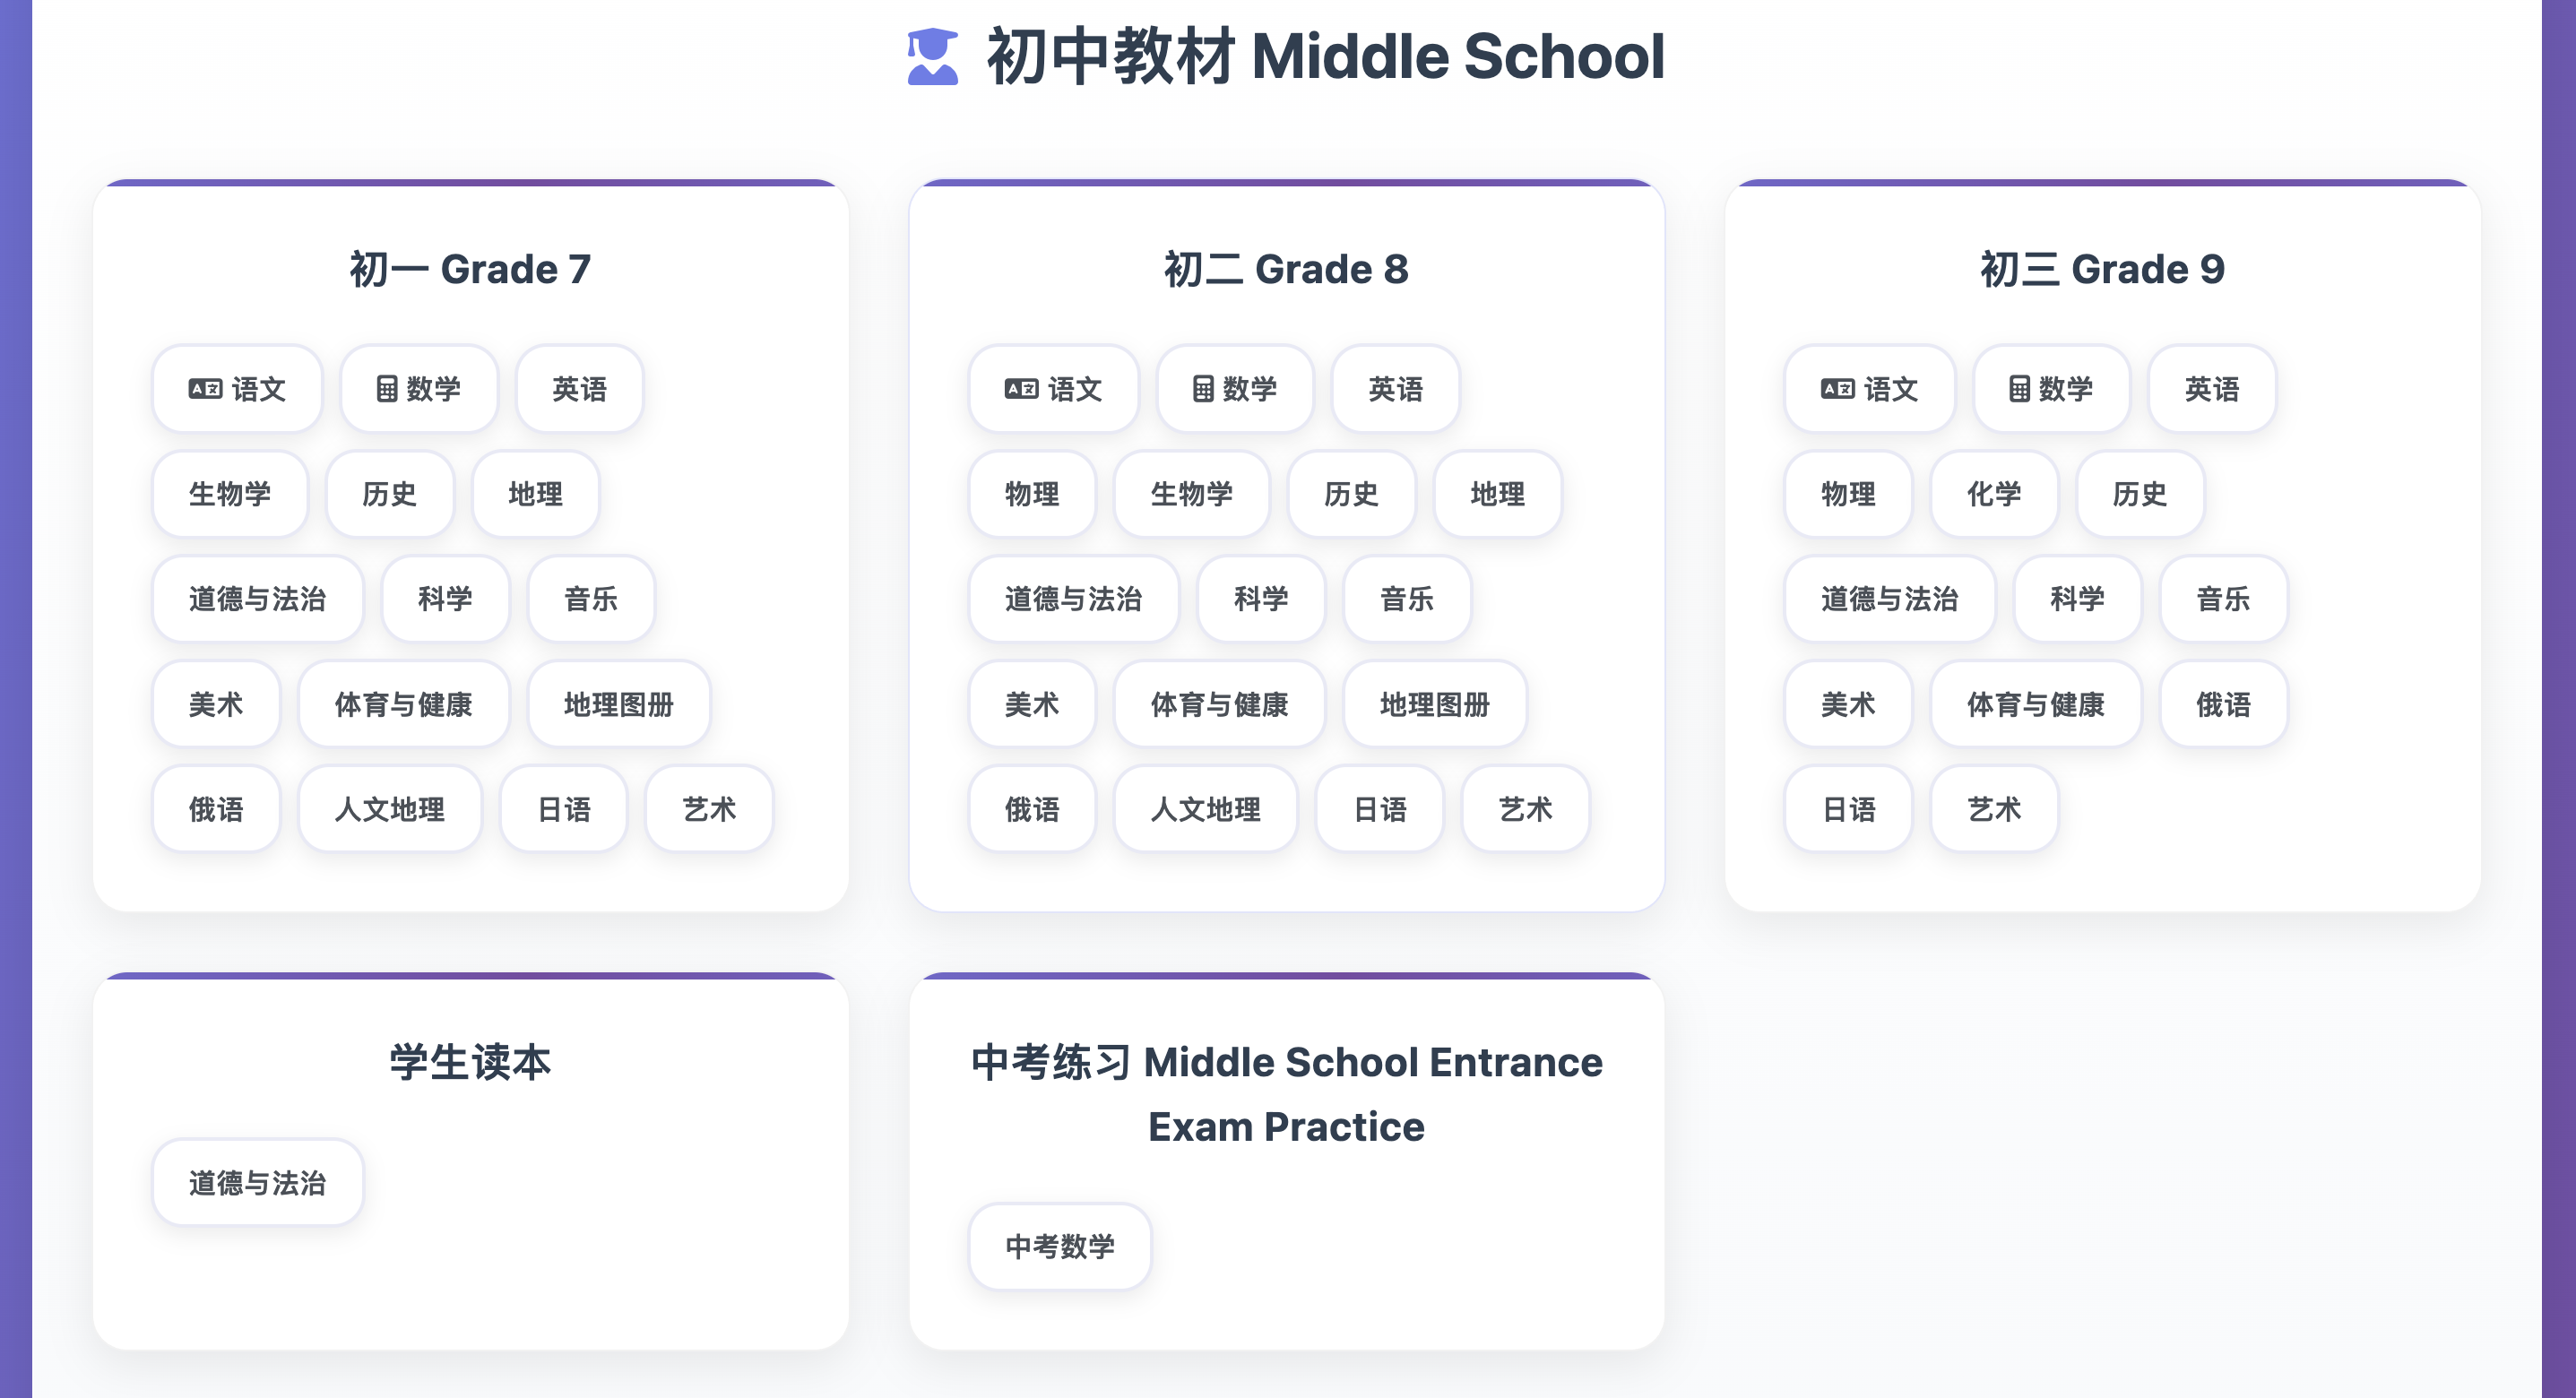 初中教材 Middle School
初一 Grade 7
语文 数学 英语
生物学 历史 地理
道德与法治 科学 音乐
美术 体育与健康 地理图册
俄语 人文地理 日语 艺术
初二 Grade 8
语文 数学 英语
物理 生物学 历史 地理
道德与法治 科学 音乐
美术 体育与健康 地理图册
俄语 人文地理 日语 艺术
初三 Grade 9
语文 数学 英语
物理 化学 历史
道德与法治 科学 音乐
美术 体育与健康 俄语
日语 艺术
学生读本
道德与法治
中考练习 Middle School Entrance
Exam Practice
中考数学